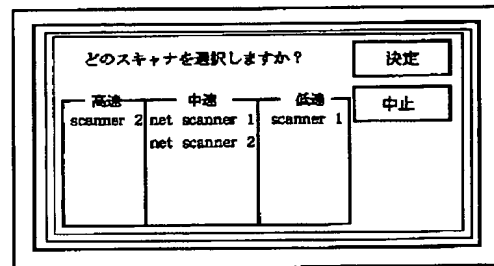 どのスキャナを選択しますか？ 決定
中止
高速 中速 低速
scanner 2 net scanner 1 scanner 1
net scanner 2